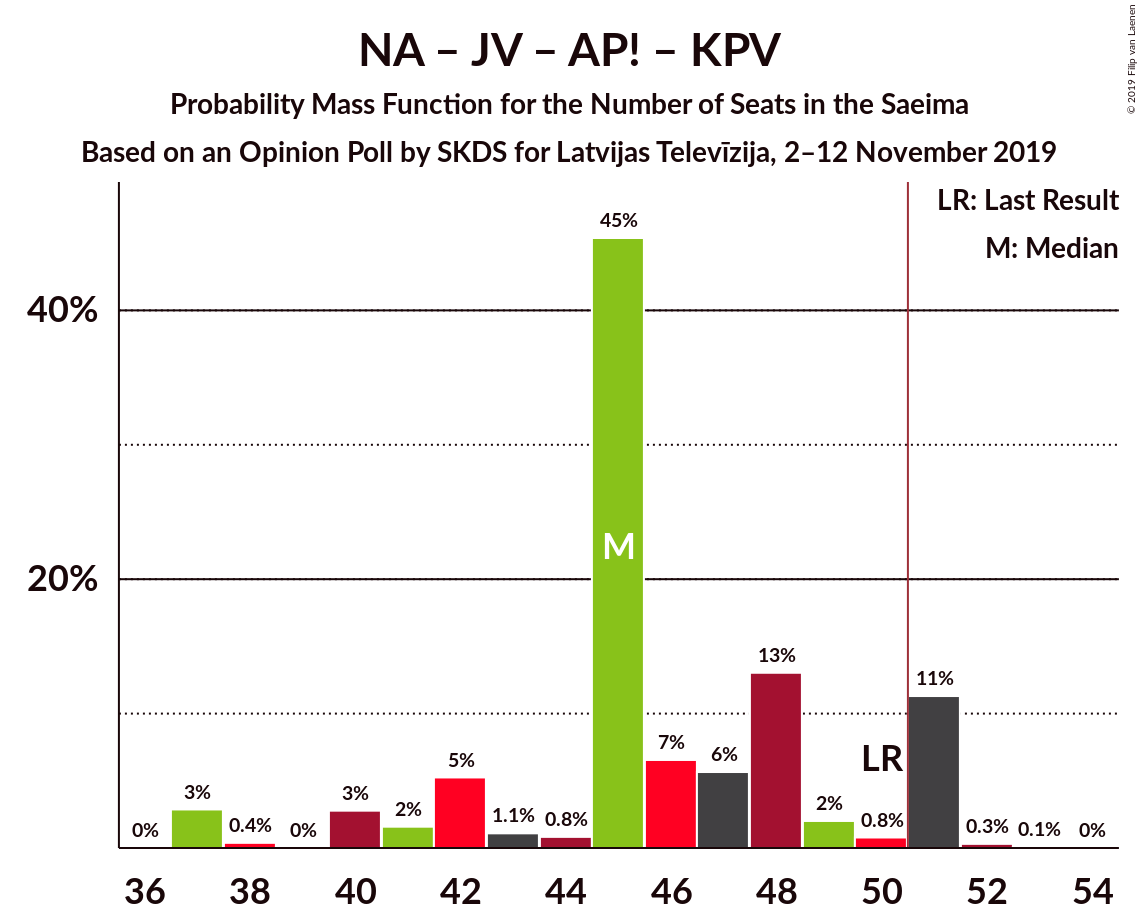 NA – JV – AP! – KPV
Probability Mass Function for the Number of Seats in the Saeima
Based on an Opinion Poll by SKDS for Latvijas Televīzija, 2–12 November 2019
© 2019 Filip van Laenen
LR: Last Result
M: Median
40%
20%
0%
3%
0.4%
0%
3%
2%
5%
1.1%
0.8%
45%
M
7%
6%
13%
2%
0.8%
LR
11%
0.3%
0.1%
0%
36 38 40 42 44 46 48 50 52 54